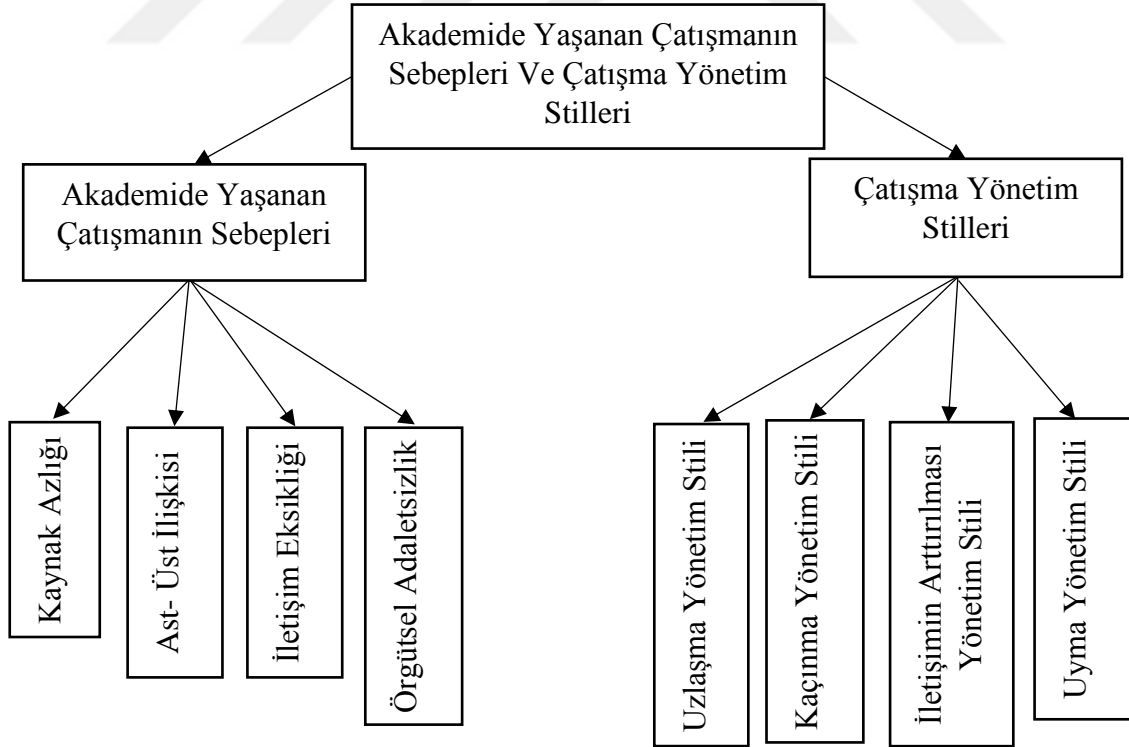 Akademide Yaşanan Çatışmanın
Sebepleri Ve Çatışma Yönetim
Stilleri
Akademide Yaşanan
Çatışmanın Sebepleri
Çatışma Yönetim
Stilleri
Kaynak Azlığı
Ast- Üst İlişkisi
İletişim Eksikliği
Örgütsel Adaletsizlik
Uzlaşma Yönetim Stili
Kaçınma Yönetim Stili
İletişimin Arttırılması
Yönetim Stili
Uyma Yönetim Stili